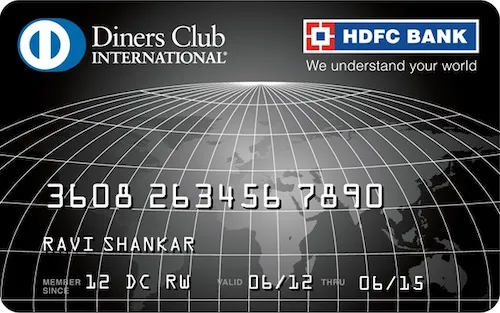 Diners Club
INTERNATIONAL®
HDFC BANK
We understand your world
3608 263456 7890
RAVI SHANKAR
MEMBER SINCE 12 DC RW VALID 06/12 THRU 06/15